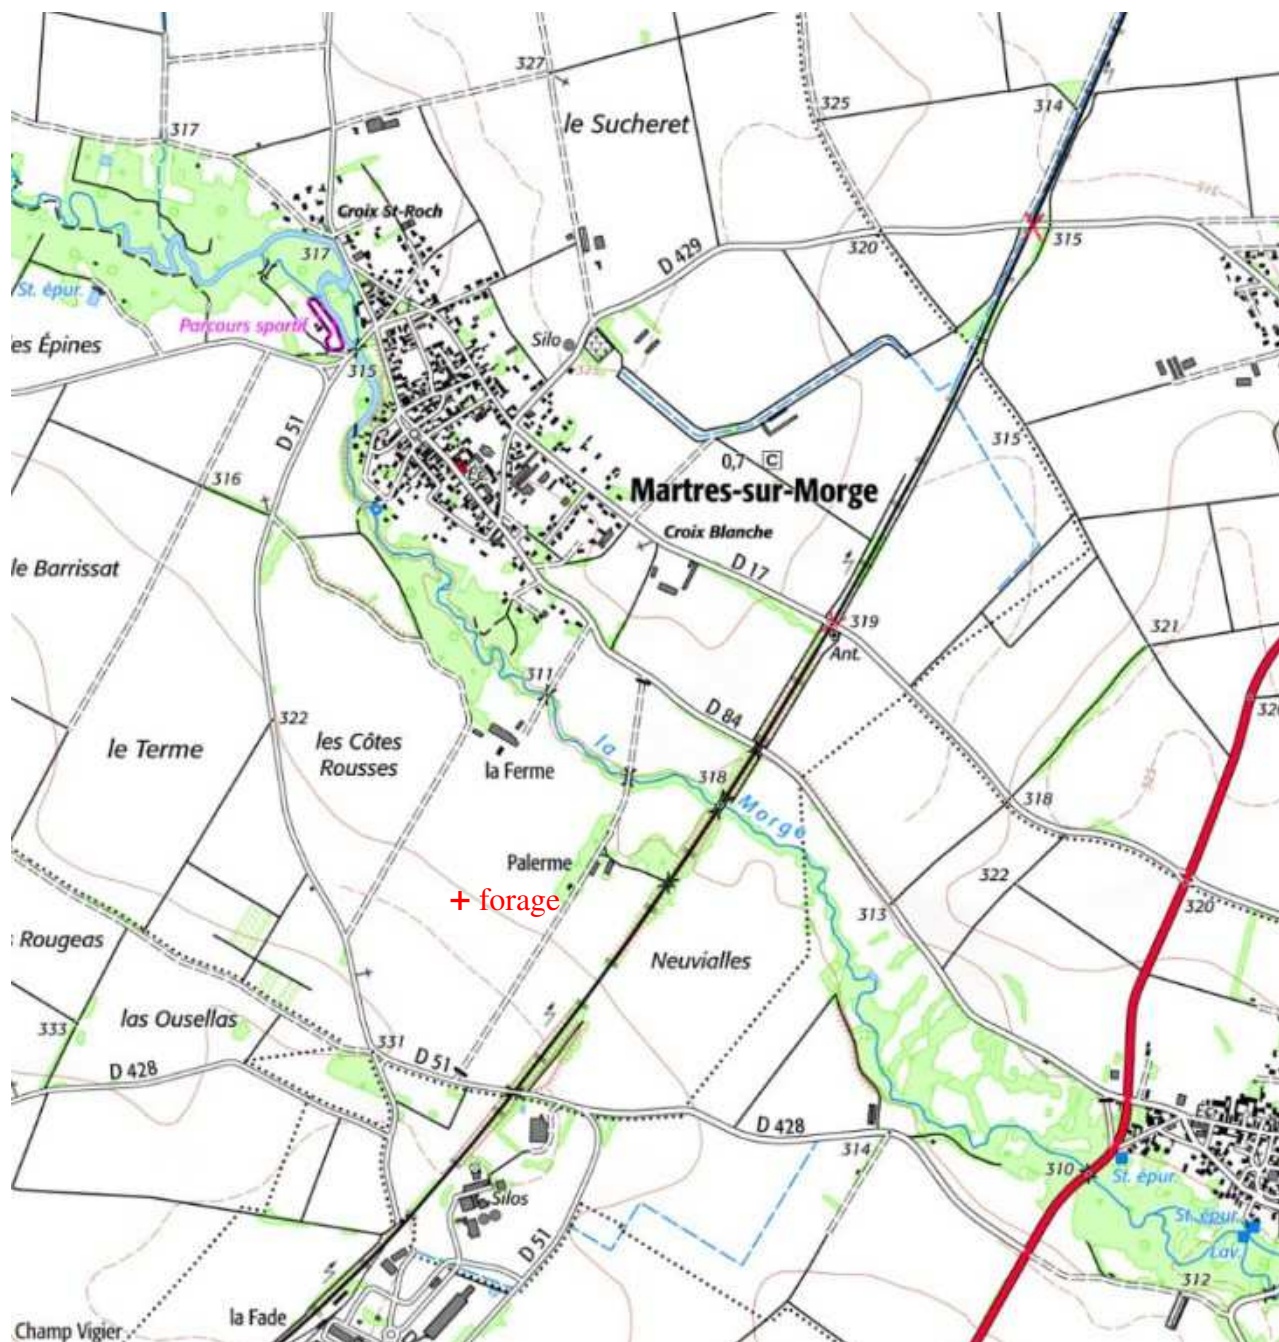 327
325
314
le Sucheret
317
315
Croix St-Roch
320
315
317
D 429
St. épur.
Parcours sportif
Silo
es Épines
315
D 51
315
0,7 C
316
Martres-sur-Morge
Croix Blanche
le Barrissat
D 17
319
321
Ant.
311
320
322
D 84
les Côtes
Rousses
le Terme
la Ferme
318
la Morge
325
318
Palerme
322
+ forage
313
320
Rougeas
Neuvialles
las Ousellas
333
331
D 51
D 428
D 428
314
310
St. épur.
Silos
St. épur.
Lav.
D 51
312
la Fade
Champ Vigier